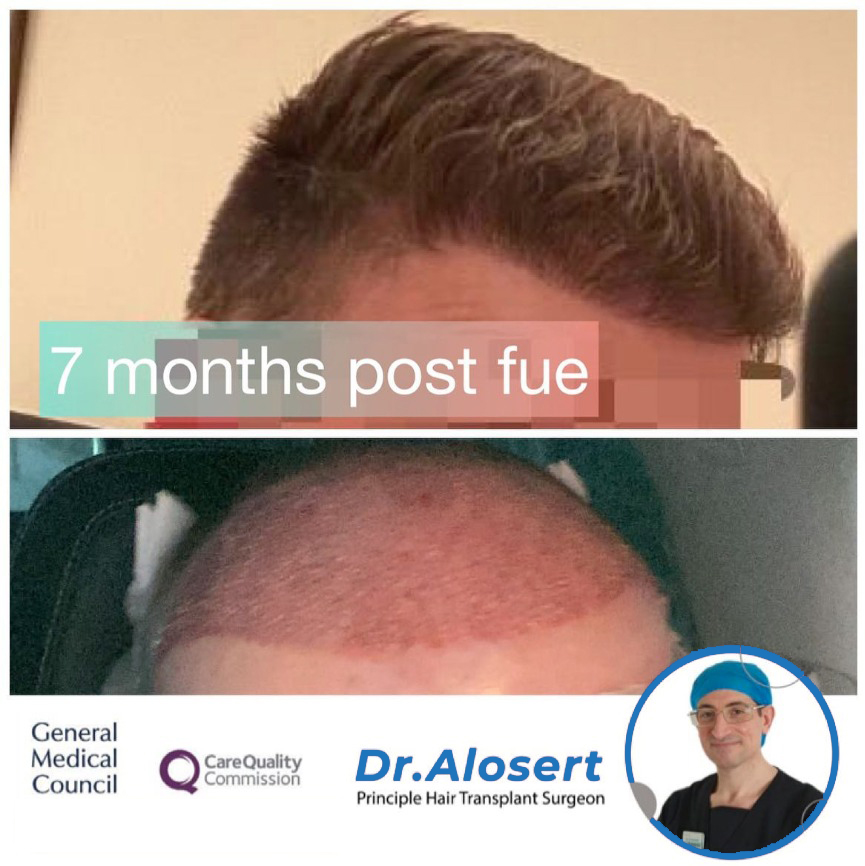 7 months post fue
General
Medical
Council
CareQuality
Commission
Dr.Alosert
Principle Hair Transplant Surgeon